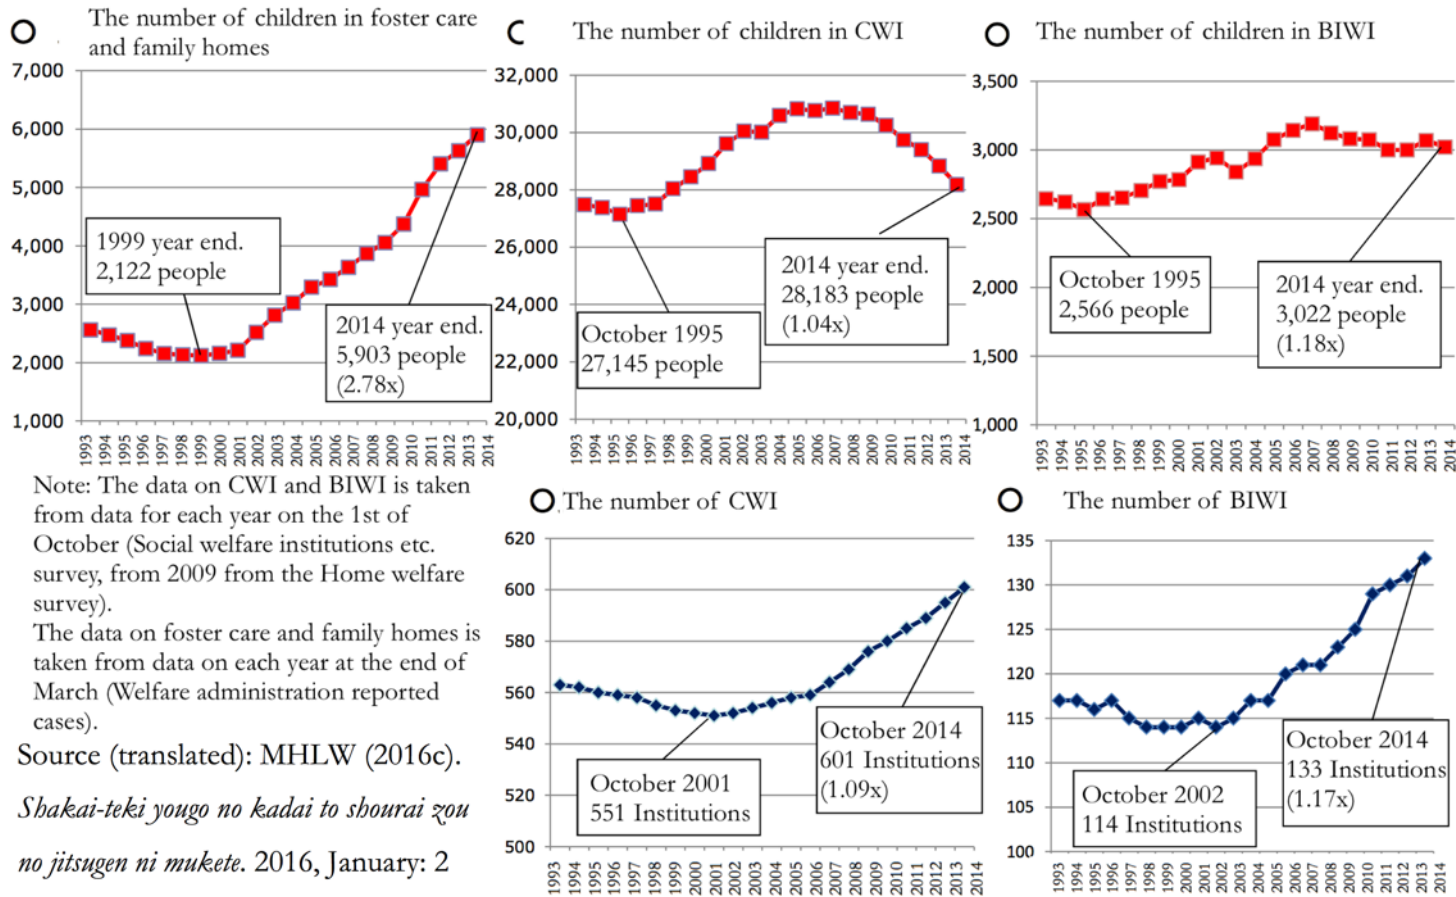 The number of children in foster care
and family homes
7,000
6,000
5,000
4,000
3,000
2,000
1,000
1999 year end.
2,122 people
2014 year end.
5,903 people
(2.78x)
1993 1994 1995 1996 1997 1998 1999 2000 2001 2002 2003 2004 2005 2006 2007 2008 2009 2010 2011 2012 2013 2014
The number of children in CWI
32,000
30,000
28,000
26,000
24,000
22,000
20,000
October 1995
27,145 people
2014 year end.
28,183 people
(1.04x)
1993 1994 1995 1996 1997 1998 1999 2000 2001 2002 2003 2004 2005 2006 2007 2008 2009 2010 2011 2012 2013 2014
The number of children in BIWI
3,500
3,000
2,500
2,000
1,500
1,000
October 1995
2,566 people
2014 year end.
3,022 people
(1.18x)
1993 1994 1995 1996 1997 1998 1999 2000 2001 2002 2003 2004 2005 2006 2007 2008 2009 2010 2011 2012 2013 2014
Note: The data on CWI and BIWI is taken
from data for each year on the 1st of
October (Social welfare institutions etc.
survey, from 2009 from the Home welfare
survey).
The data on foster care and family homes is
taken from data on each year at the end of
March (Welfare administration reported
cases).
Source (translated): MHLW (2016c).
Shakai-teki yougo no kadai to shourai zou
no jitsugen ni mukete. 2016, January: 2
The number of CWI
620
600
580
560
540
520
500
October 2001
551 Institutions
October 2014
601 Institutions
(1.09x)
1993 1994 1995 1996 1997 1998 1999 2000 2001 2002 2003 2004 2005 2006 2007 2008 2009 2010 2011 2012 2013 2014
The number of BIWI
135
130
125
120
115
110
105
100
October 2002
114 Institutions
October 2014
133 Institutions
(1.17x)
1993 1994 1995 1996 1997 1998 1999 2000 2001 2002 2003 2004 2005 2006 2007 2008 2009 2010 2011 2012 2013 2014